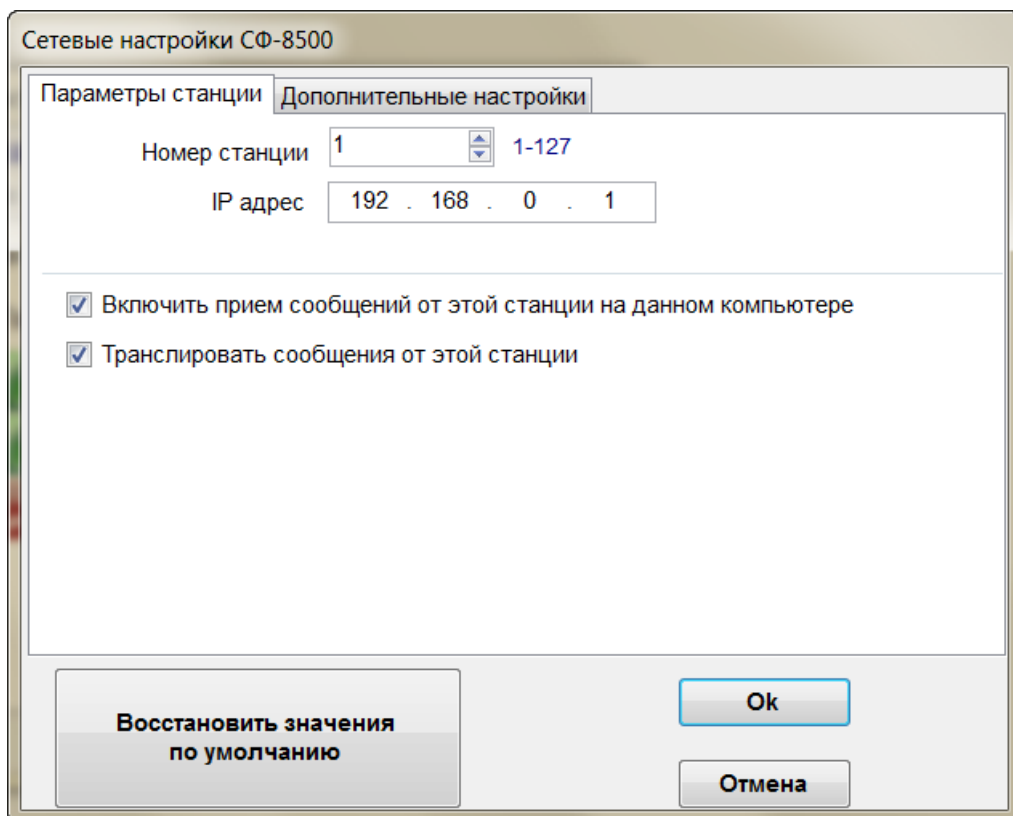 Сетевые настройки СФ-8500
Параметры станции Дополнительные настройки
Номер станции 1 1-127
IP адрес 192 . 168 . 0 . 1
Включить прием сообщений от этой станции на данном компьютере
Транслировать сообщения от этой станции
Восстановить значения
по умолчанию
Ok
Отмена